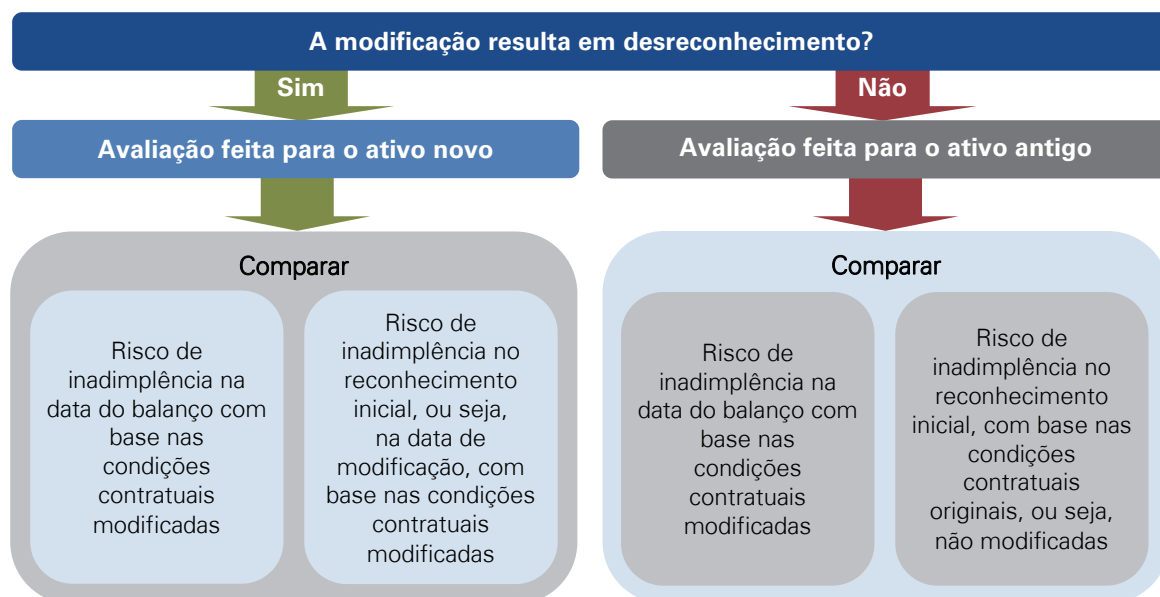 A modificação resulta em desreconhecimento?
Sim
Não
Avaliação feita para o ativo novo
Avaliação feita para o ativo antigo
Comparar
Risco de
inadimplência na
data do balanço com
base nas
condições
contratuais
modificadas
Risco de
inadimplência no
reconhecimento
inicial, ou seja,
na data de
modificação, com
base nas condições
contratuais
modificadas
Comparar
Risco de
inadimplência na
data do balanço com
base nas
condições
contratuais
modificadas
Risco de
inadimplência no
reconhecimento
inicial, com base nas
condições
contratuais
originais, ou seja,
não modificadas